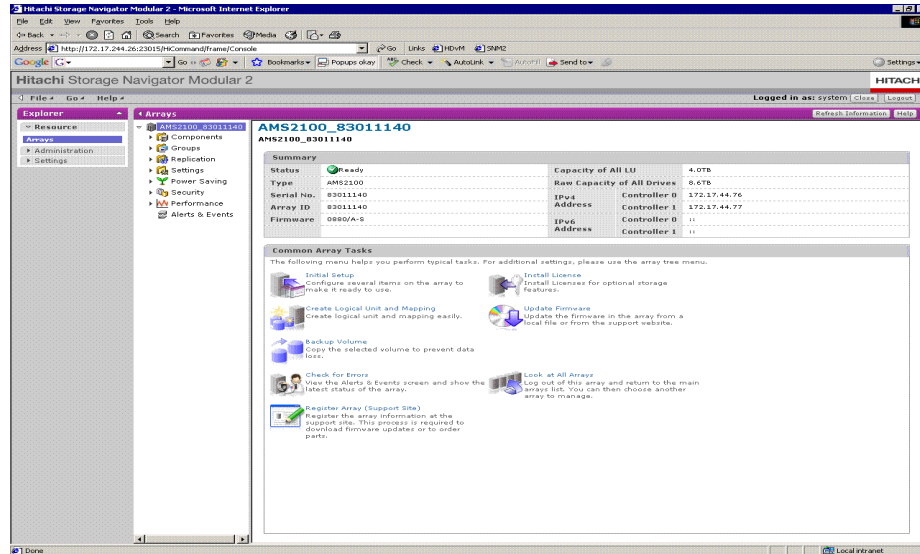 Hitachi Storage Navigator Modular 2 - Microsoft Internet Explorer
File Edit View Favorites Tools Help
Back Search Favorites Media
Address http://172.17.244.26:23015/HiCommand/frame/Console Go Links HDvM SNM2
Google G Go Bookmarks Popups okay Check AutoLink AutoFill Send to Settings
Hitachi Storage Navigator Modular 2 HITACH
File Go Help Logged in as: system Close Logout
Explorer Arrays Refresh Information Help
Resource
Arrays
Administration
Settings
AMS2100_83011140
Components
Groups
Replication
Settings
Power Saving
Security
Performance
Alerts & Events
AMS2100_83011140
AMS2100_83011140
Summary
Status Ready Capacity of All LU 4.0TB
Type AMS2100 Raw Capacity of All Drives 8.6TB
Serial No. 83011140 IPv4 Address Controller 0 172.17.44.76
Array ID 83011140 Controller 1 172.17.44.77
Firmware 0880/A-S IPv6 Address Controller 0 ::
Controller 1 ::
Common Array Tasks
The following menu helps you perform typical tasks. For additional settings, please use the array tree menu.
Initial Setup
Configure several items on the array to
make it ready to use.
Install License
Install Licenses for optional storage
features.
Create Logical Unit and Mapping
Create logical unit and mapping easily.
Update Firmware
Update the firmware in the array from a
local file or from the support website.
Backup Volume
Copy the selected volume to prevent data
loss.
Check for Errors
View the Alerts & Events screen and show the
latest status of the array.
Look at All Arrays
Log out of this array and return to the main
arrays list. You can then choose another
array to manage.
Register Array (Support Site)
Register the array information at the
support site. This process is required to
download firmware updates or to order
parts.
Done Local intranet